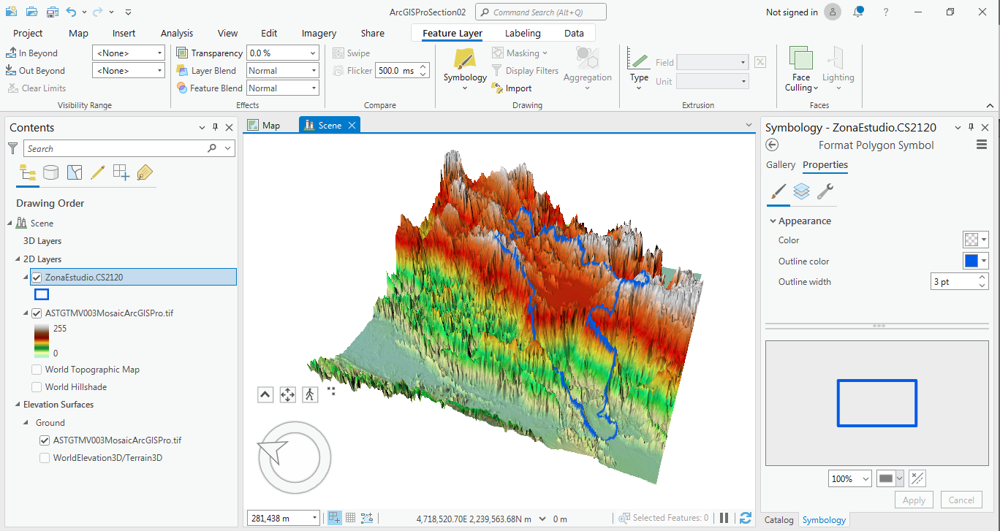 ArcGISProSection02
Command Search (Alt+Q)
Not signed in
?
Project
Map
Insert
Analysis
View
Edit
Imagery
Share
Feature Layer
Labeling
Data
In Beyond
<None>
Out Beyond
<None>
Clear Limits
Visibility Range
Transparency
0.0 %
Layer Blend
Normal
Feature Blend
Normal
Effects
Swipe
Flicker
500.0 ms
Compare
Symbology
Masking
Display Filters
Import
Aggregation
Drawing
Type
Field
Unit
Extrusion
Face
Culling
Lighting
Faces
Contents
Search
Drawing Order
Scene
3D Layers
2D Layers
ZonaEstudio.CS2120
ASTGTMV003MosaicArcGISPro.tif
255
0
World Topographic Map
World Hillshade
Elevation Surfaces
Ground
ASTGTMV003MosaicArcGISPro.tif
WorldElevation3D/Terrain3D
Map
Scene
281,438 m
4,718,520.70E 2,239,563.68N m
0 m
Selected Features: 0
Symbology - ZonaEstudio.CS2120
Format Polygon Symbol
Gallery
Properties
Appearance
Color
Outline color
Outline width
3 pt
100%
Apply
Cancel
Catalog
Symbology